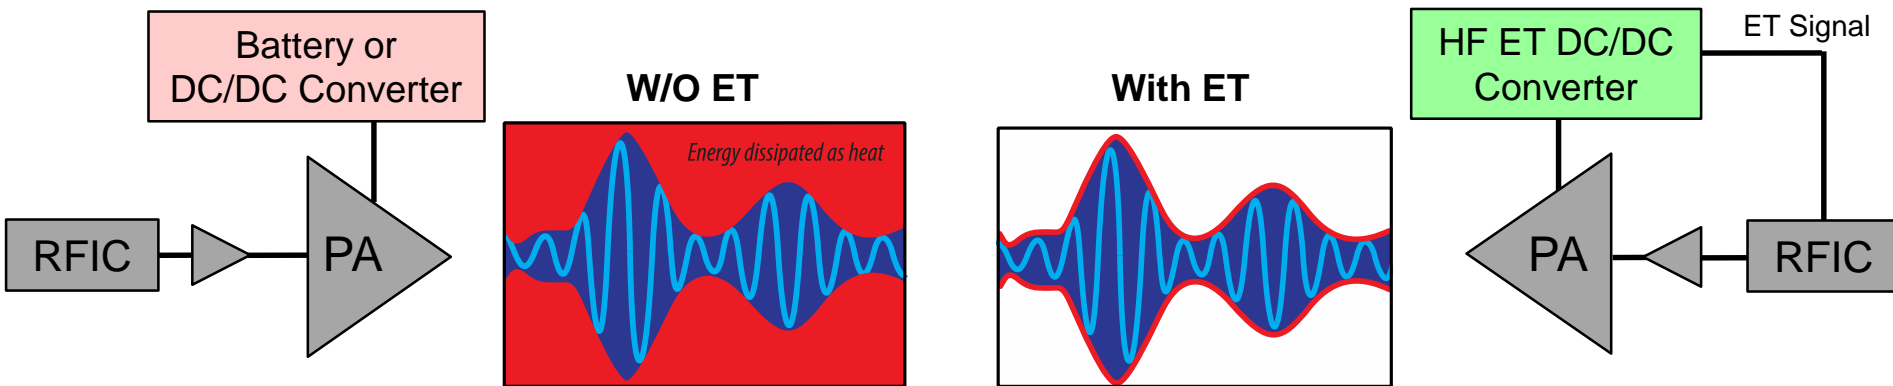 Battery or
DC/DC Converter
RFIC
PA
W/O ET
Energy dissipated as heat
With ET
HF ET DC/DC
Converter
ET Signal
PA
RFIC